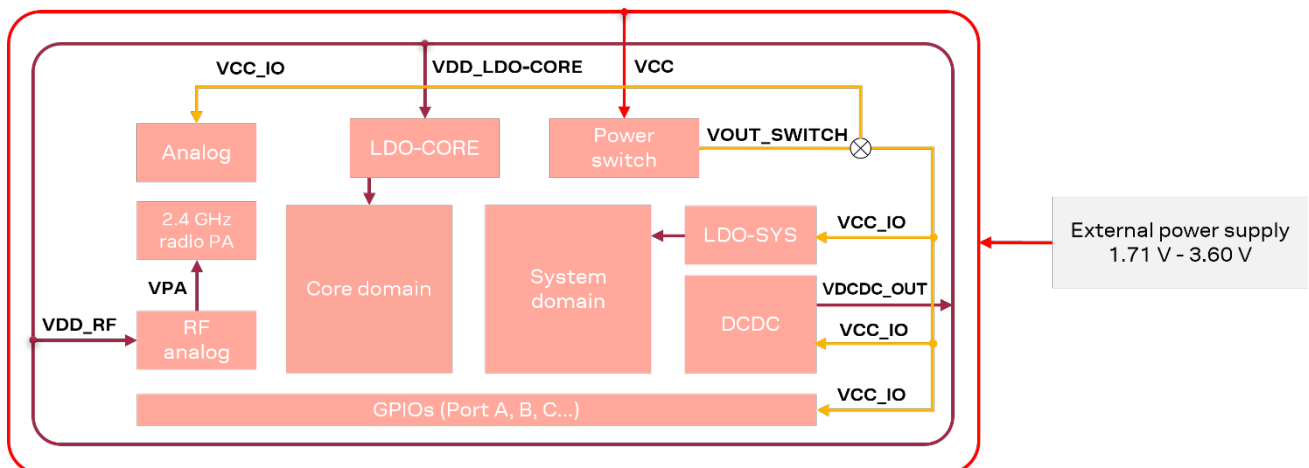 VCC_IO
VDD_LDO-CORE
VCC
Analog
LDO-CORE
Power
switch
VOUT_SWITCH
2.4 GHz
radio PA
VPA
VDD_RF
RF
analog
Core domain
System
domain
LDO-SYS
VCC_IO
VDCDC_OUT
DCDC
VCC_IO
VCC_IO
GPIOs (Port A, B, C...)
External power supply
1.71 V - 3.60 V